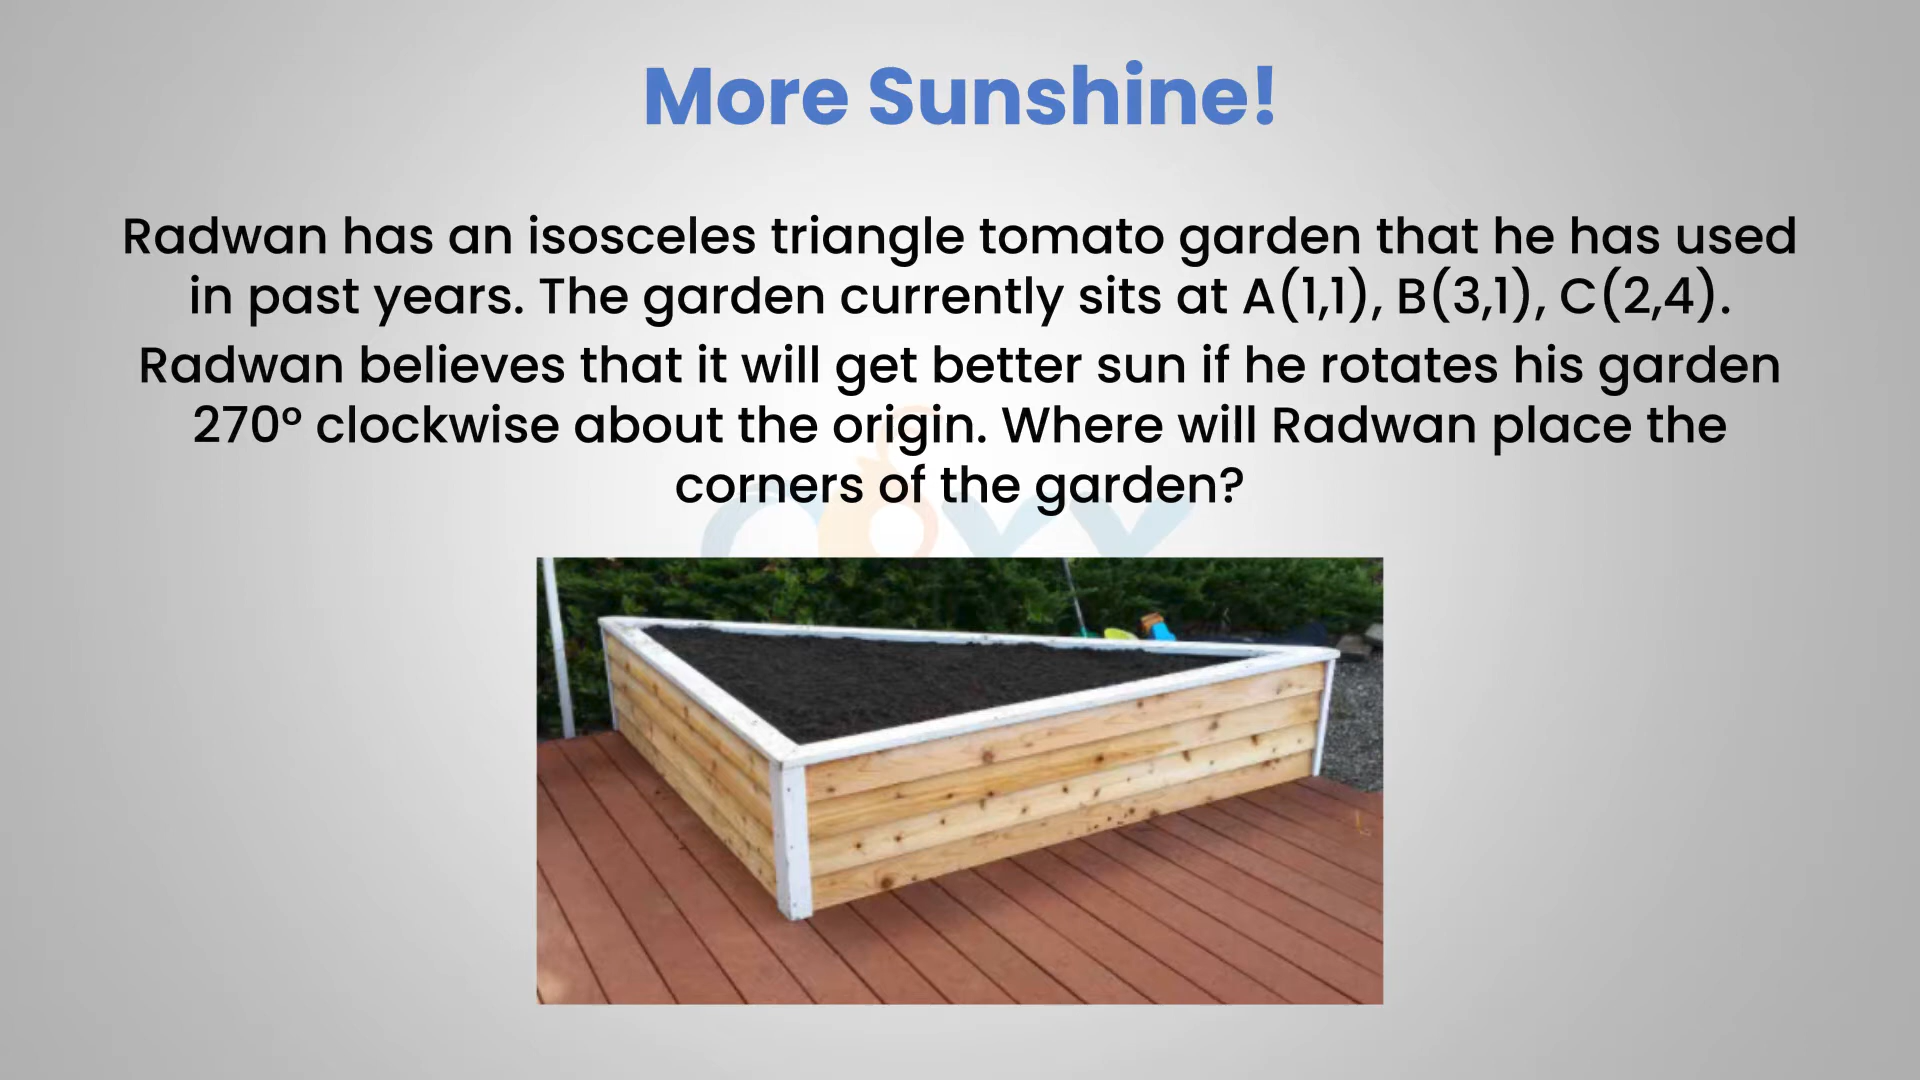 More Sunshine!
Radwan has an isosceles triangle tomato garden that he has used
in past years. The garden currently sits at A(1,1), B(3,1), C(2,4).
Radwan believes that it will get better sun if he rotates his garden
270° clockwise about the origin. Where will Radwan place the
corners of the garden?